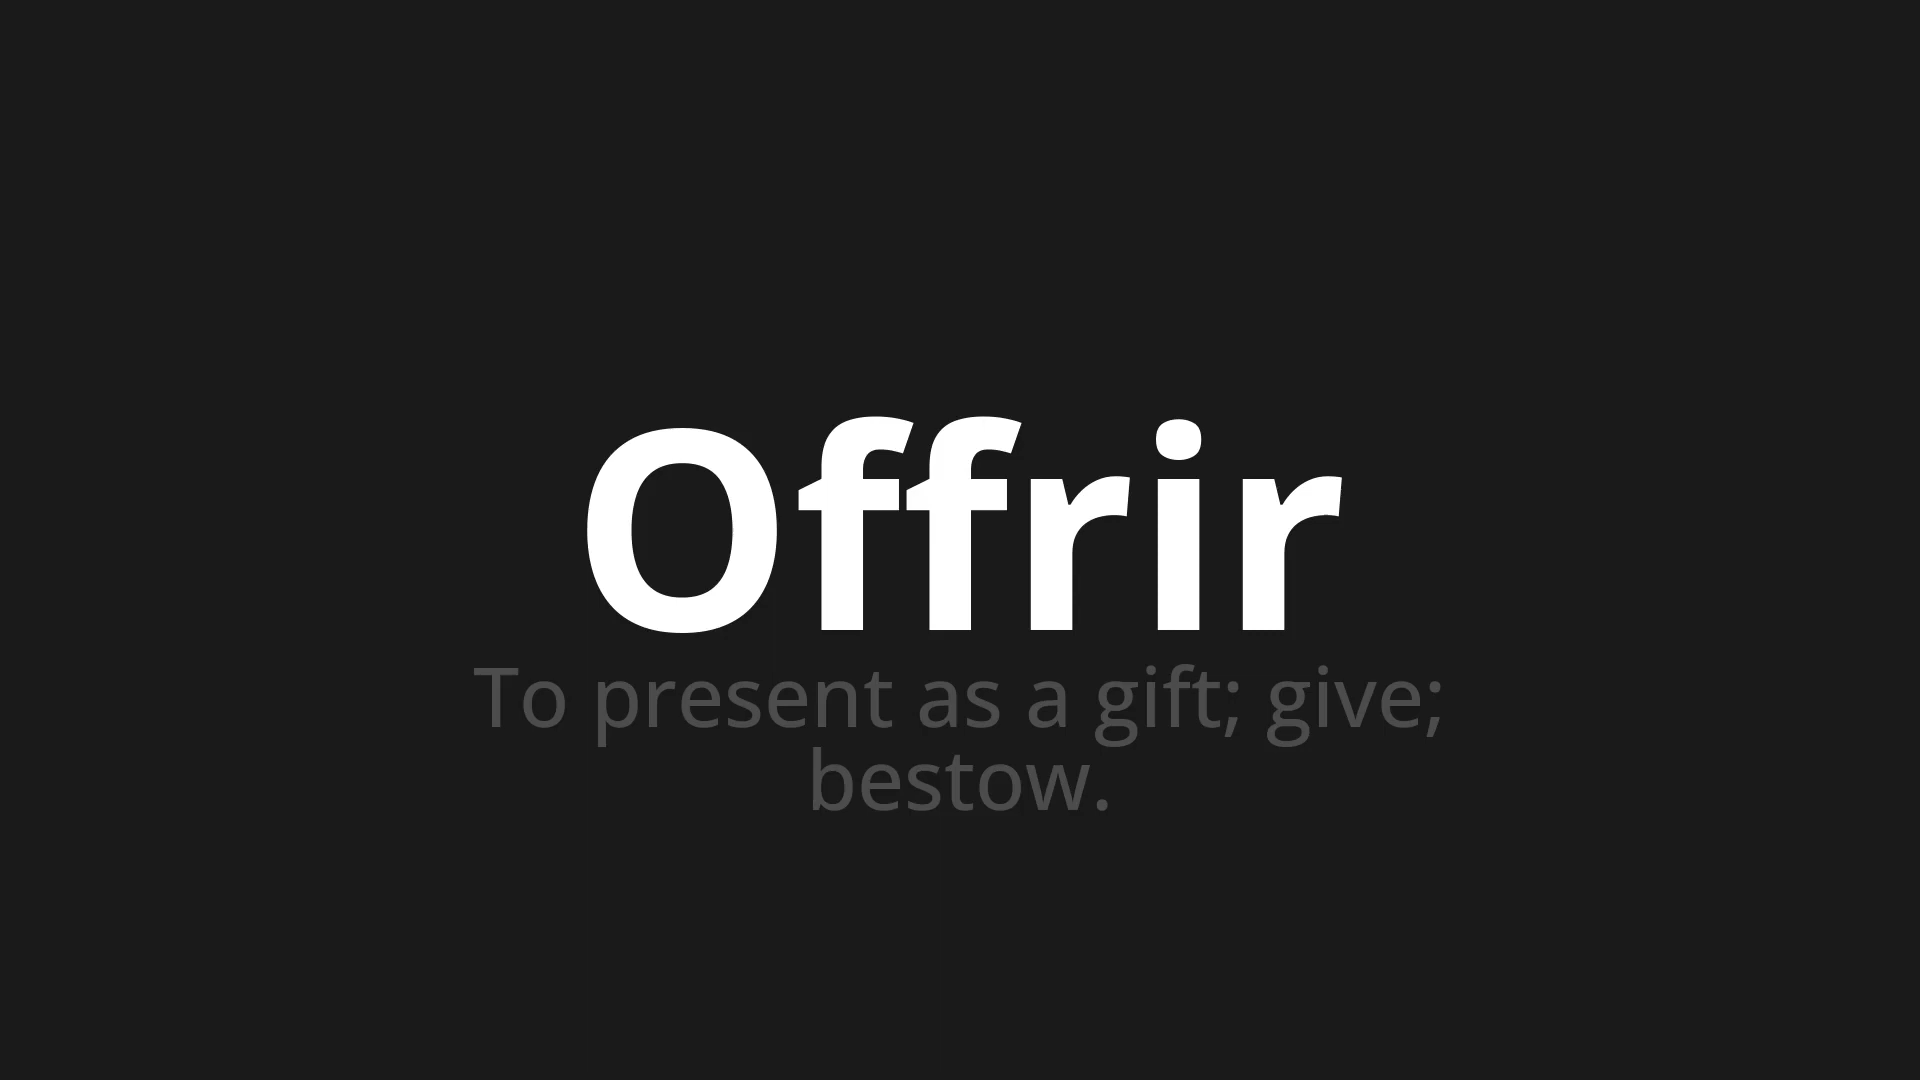 Offrir
To present as a gift; give;
bestow.